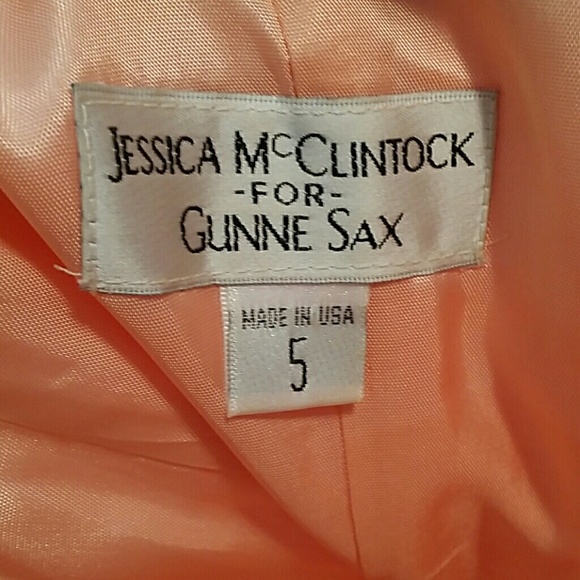 JESSICA McCLINTOCK
-FOR-
GUNNE SAX
MADE IN USA
5